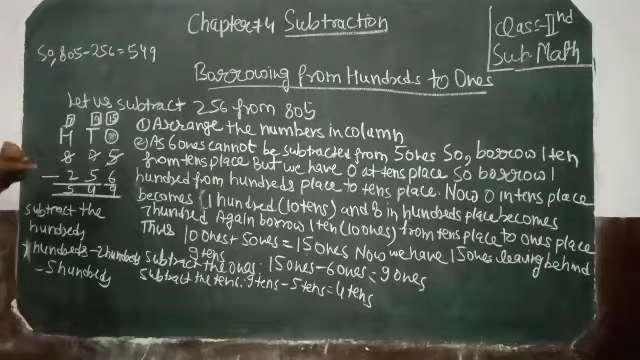 Chapter-4 Subtraction
Class-IInd
Sub-Math
So, 805-256=549
Borrowing from Hundreds to Ones
Let us subtract 256 from 805
7 9 15
H T O
8 0 5
- 2 5 6
5 4 9
① Arrange the numbers in column
② As 6 ones cannot be subtracted from 5 ones So, borrow 1 ten
from tens place But we have 0 at tens place So borrow 1
hundred from hundreds place to tens place. Now 0 in tens place
becomes 1 hundred (10 tens) and 8 in hundreds place becomes
7 hundred Again borrow 1 ten (10 ones) from tens place to ones place
Thus 10 ones + 5 ones = 15 ones Now we have 15 ones leaving behind
9 tens
subtract the ones: 15 ones - 6 ones = 9 ones
subtract the tens: 9 tens - 5 tens = 4 tens
subtract the
hundreds
7 hundreds - 2 hundreds
- 5 hundreds